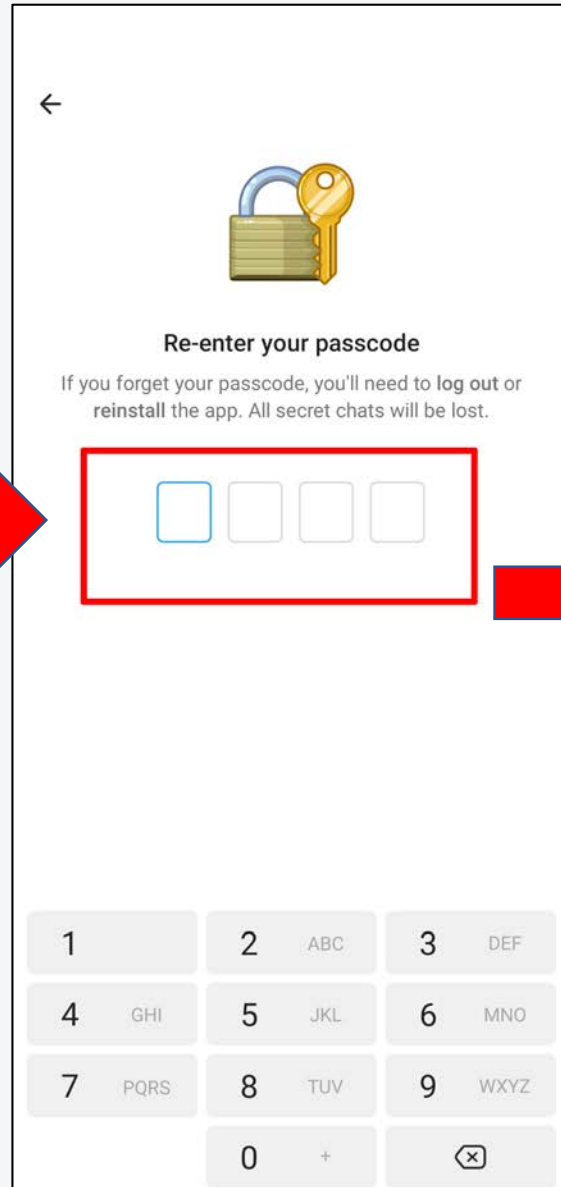 Re-enter your passcode
If you forget your passcode, you'll need to log out or
reinstall the app. All secret chats will be lost.
1 2 ABC 3 DEF
4 GHI 5 JKL 6 MNO
7 PQRS 8 TUV 9 WXYZ
0 +